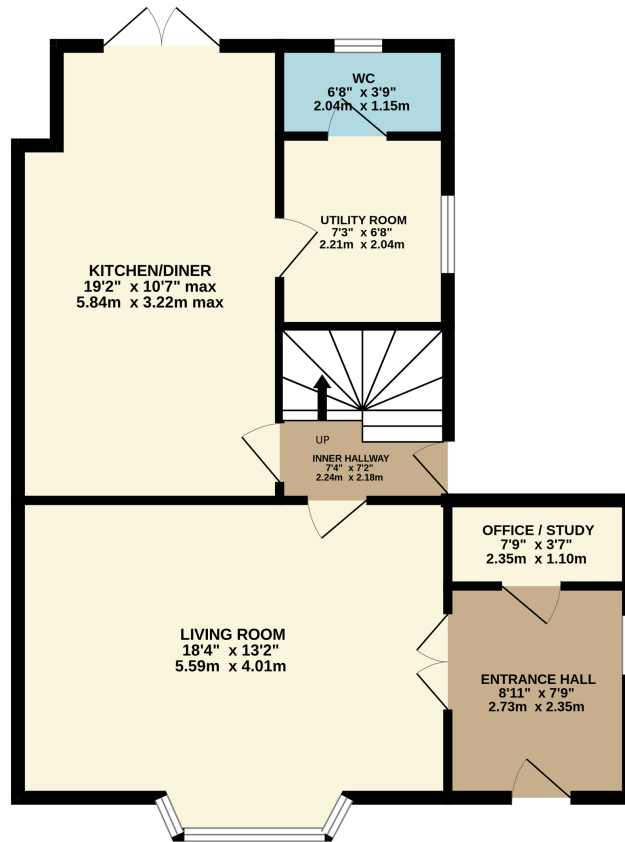 WC
6'8" x 3'9"
2.04m x 1.15m
UTILITY ROOM
7'3" x 6'8"
2.21m x 2.04m
KITCHEN/DINER
19'2" x 10'7" max
5.84m x 3.22m max
UP
INNER HALLWAY
7'4" x 7'2"
2.24m x 2.18m
OFFICE / STUDY
7'9" x 3'7"
2.35m x 1.10m
LIVING ROOM
18'4" x 13'2"
5.59m x 4.01m
ENTRANCE HALL
8'11" x 7'9"
2.73m x 2.35m